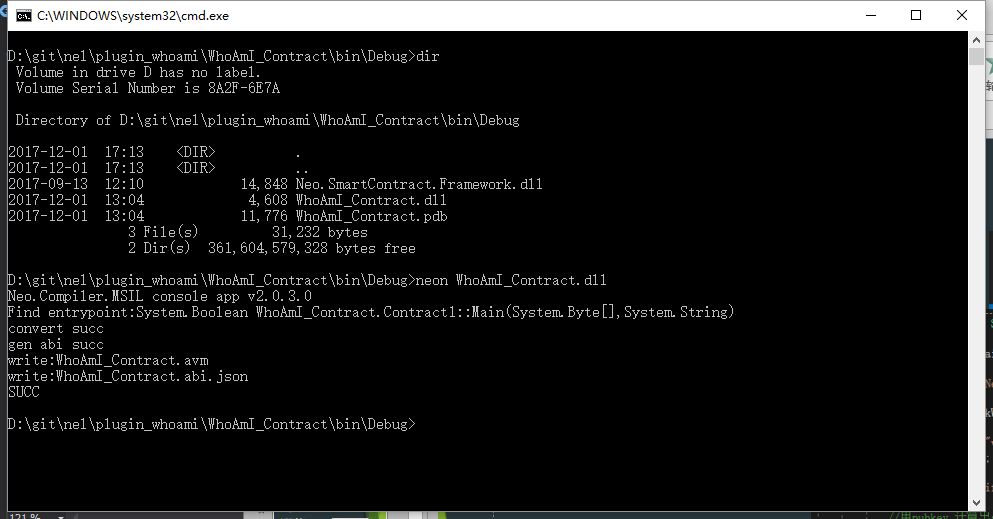 C:\WINDOWS\system32\cmd.exe
D:\git\nel\plugin_whoami\WhoAmI_Contract\bin\Debug>dir
Volume in drive D has no label.
Volume Serial Number is 8A2F-6E7A
Directory of D:\git\nel\plugin_whoami\WhoAmI_Contract\bin\Debug
2017-12-01  17:13    <DIR>          .
2017-12-01  17:13    <DIR>          ..
2017-09-13  12:10            14,848 Neo.SmartContract.Framework.dll
2017-12-01  13:04             4,608 WhoAmI_Contract.dll
2017-12-01  13:04            11,776 WhoAmI_Contract.pdb
3 File(s)         31,232 bytes
2 Dir(s)  361,604,579,328 bytes free
D:\git\nel\plugin_whoami\WhoAmI_Contract\bin\Debug>neon WhoAmI_Contract.dll
Neo.Compiler.MSIL console app v2.0.3.0
Find entrypoint:System.Boolean WhoAmI_Contract.Contract1::Main(System.Byte[],System.String)
convert succ
gen abi succ
write:WhoAmI_Contract.avm
write:WhoAmI_Contract.abi.json
SUCC
D:\git\nel\plugin_whoami\WhoAmI_Contract\bin\Debug>
121 %